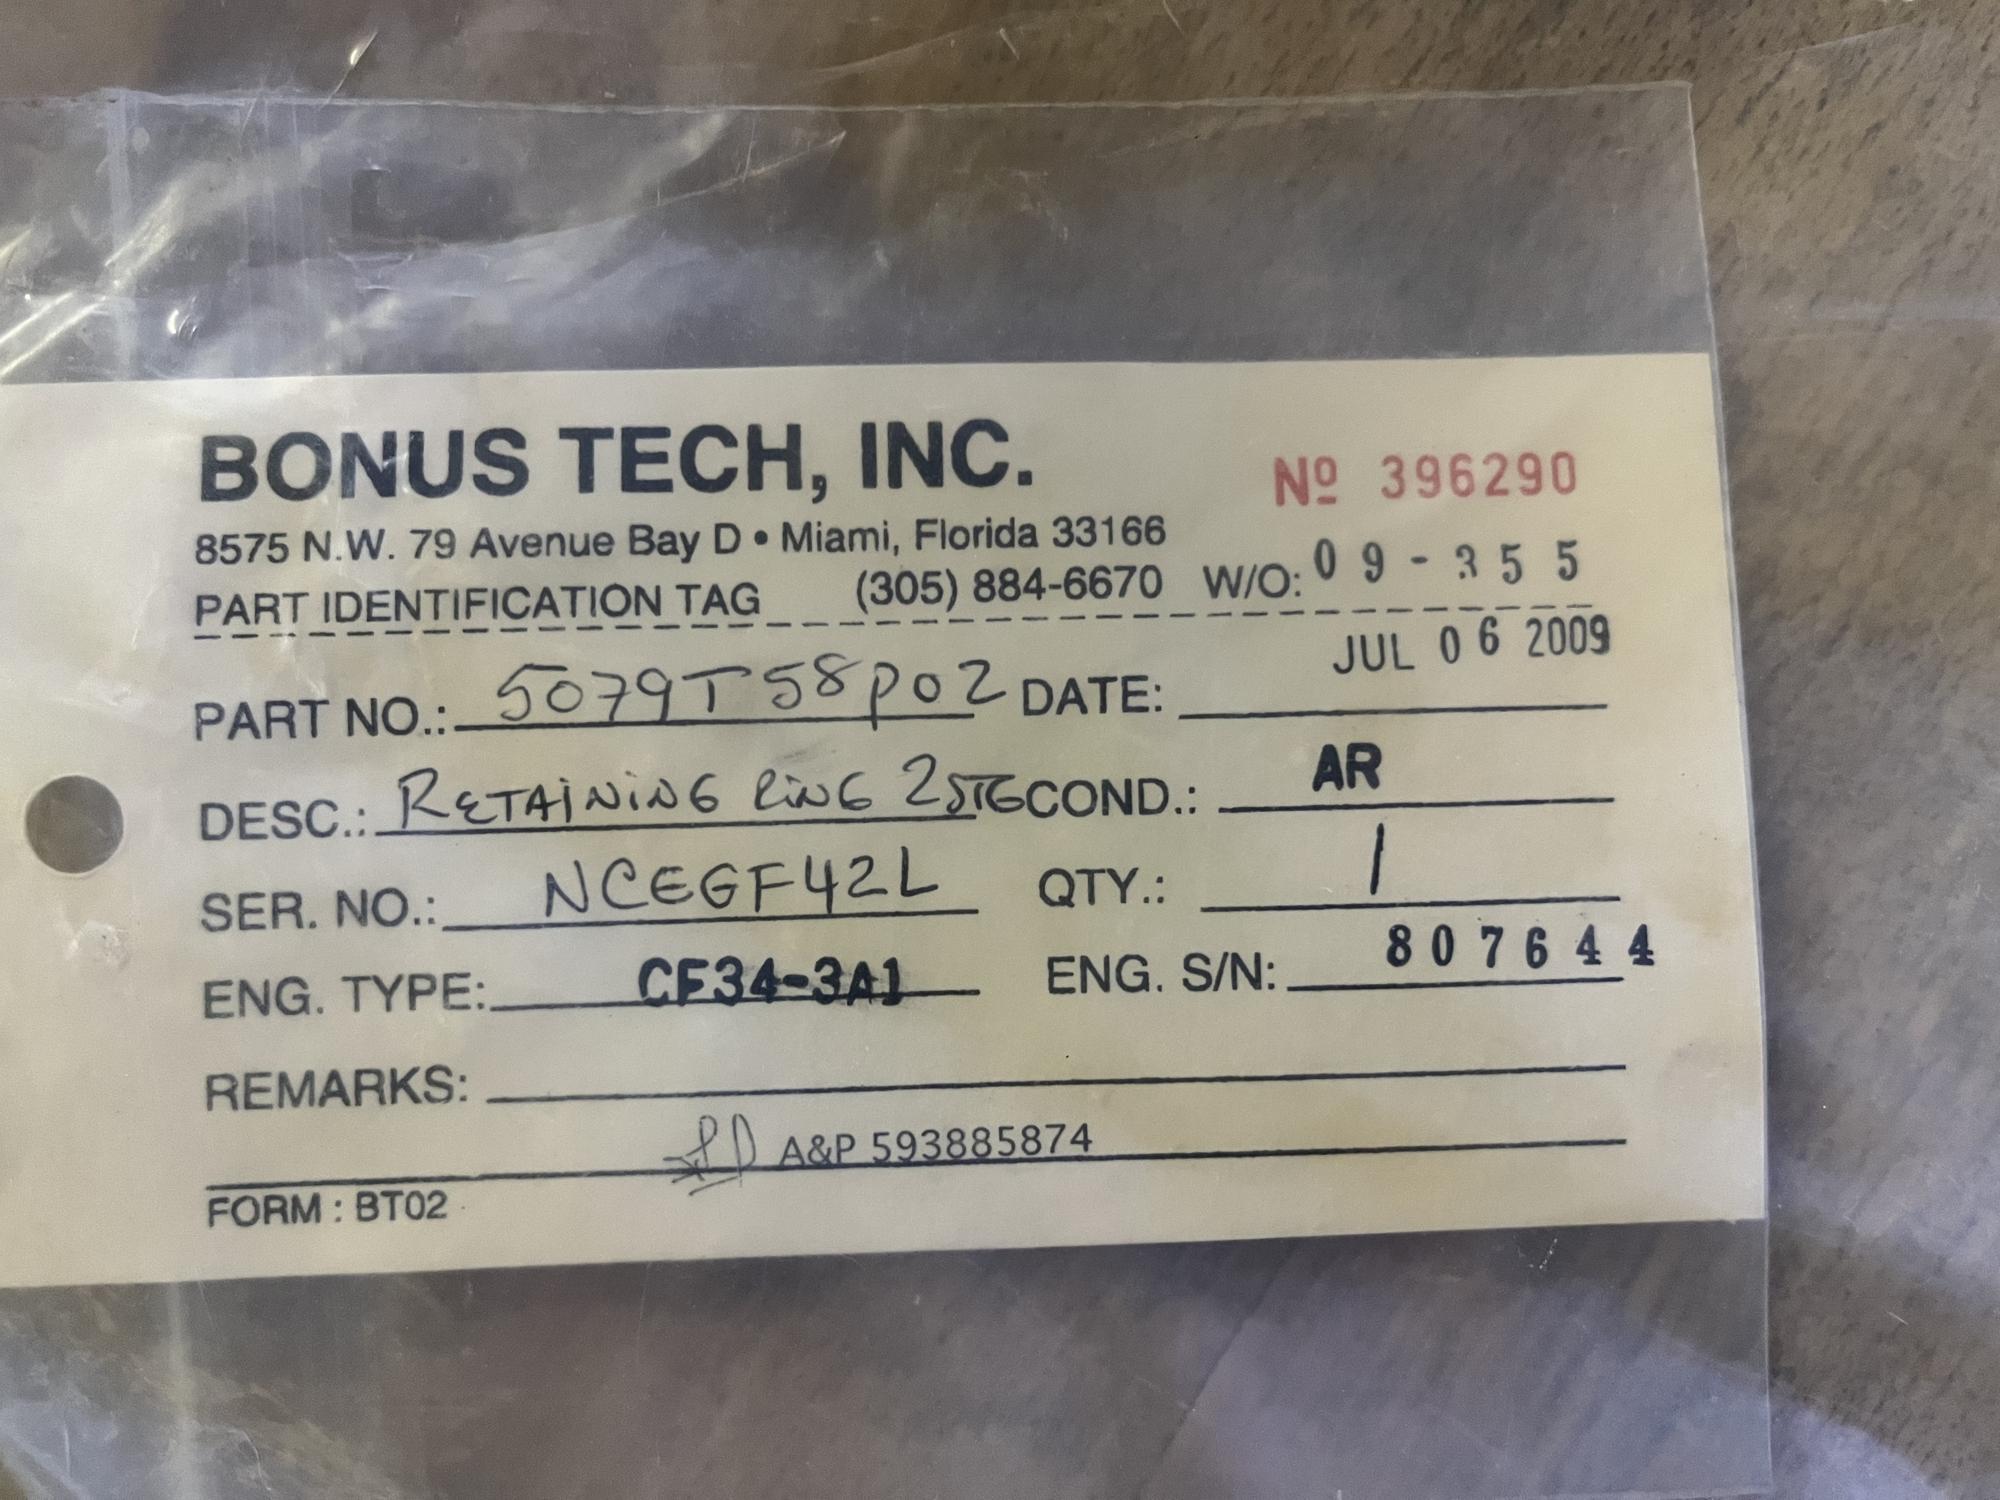 BONUS TECH, INC.
Nº 396290
8575 N.W. 79 Avenue Bay D • Miami, Florida 33166
PART IDENTIFICATION TAG (305) 884-6670 W/O: 09-355
PART NO.: 5079T58P02 DATE: JUL 06 2009
DESC.: RETAINING RING 2STG COND.: AR
SER. NO.: NCEGF42L QTY.: 1
ENG. TYPE: CF34-3A1 ENG. S/N: 807644
REMARKS:
A&P 593885874
FORM : BT02